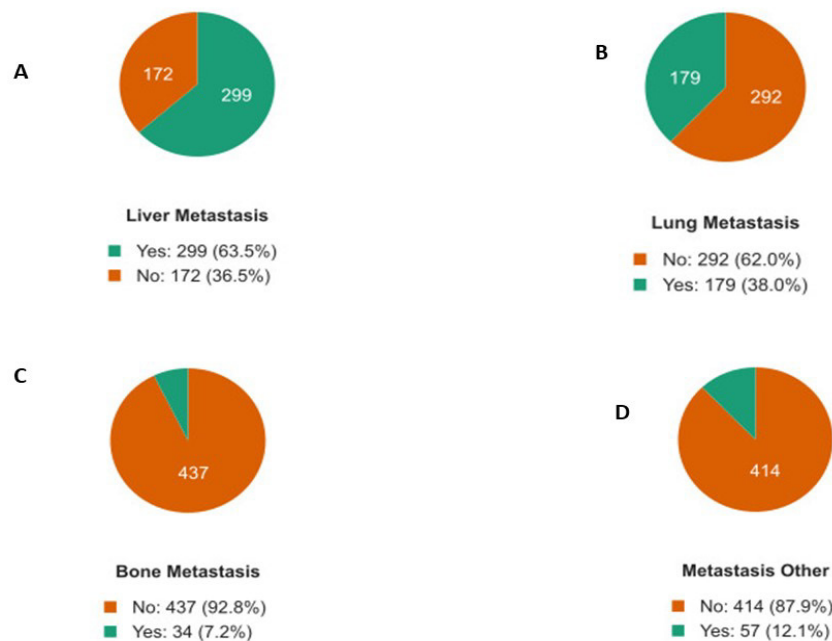 A
172
299
Liver Metastasis
Yes: 299 (63.5%)
No: 172 (36.5%)
B
179
292
Lung Metastasis
No: 292 (62.0%)
Yes: 179 (38.0%)
C
437
Bone Metastasis
No: 437 (92.8%)
Yes: 34 (7.2%)
D
414
Metastasis Other
No: 414 (87.9%)
Yes: 57 (12.1%)